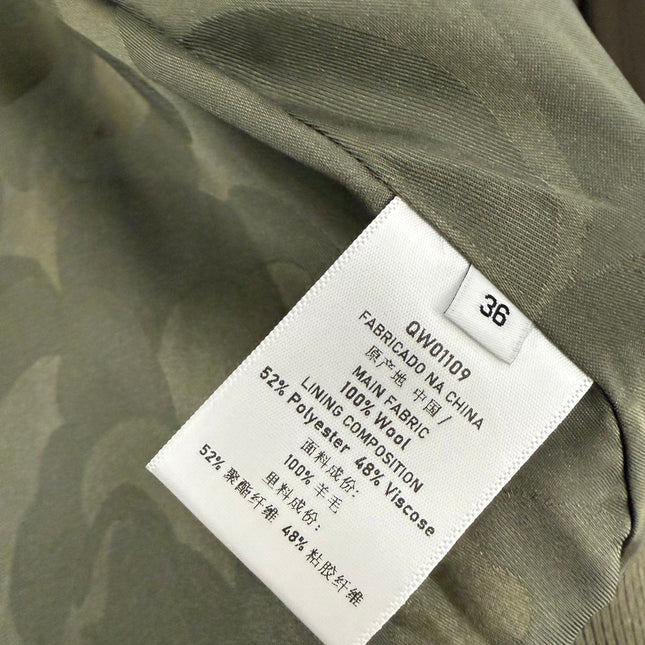 36
QW01109
FABRICADO NA CHINA
原产地 中国/
MAIN FABRIC
100% Wool
LINING COMPOSITION
52% Polyester 48% Viscose
面料成份:
100% 羊毛
里料成份:
52% 聚酯纤维 48% 粘胶纤维